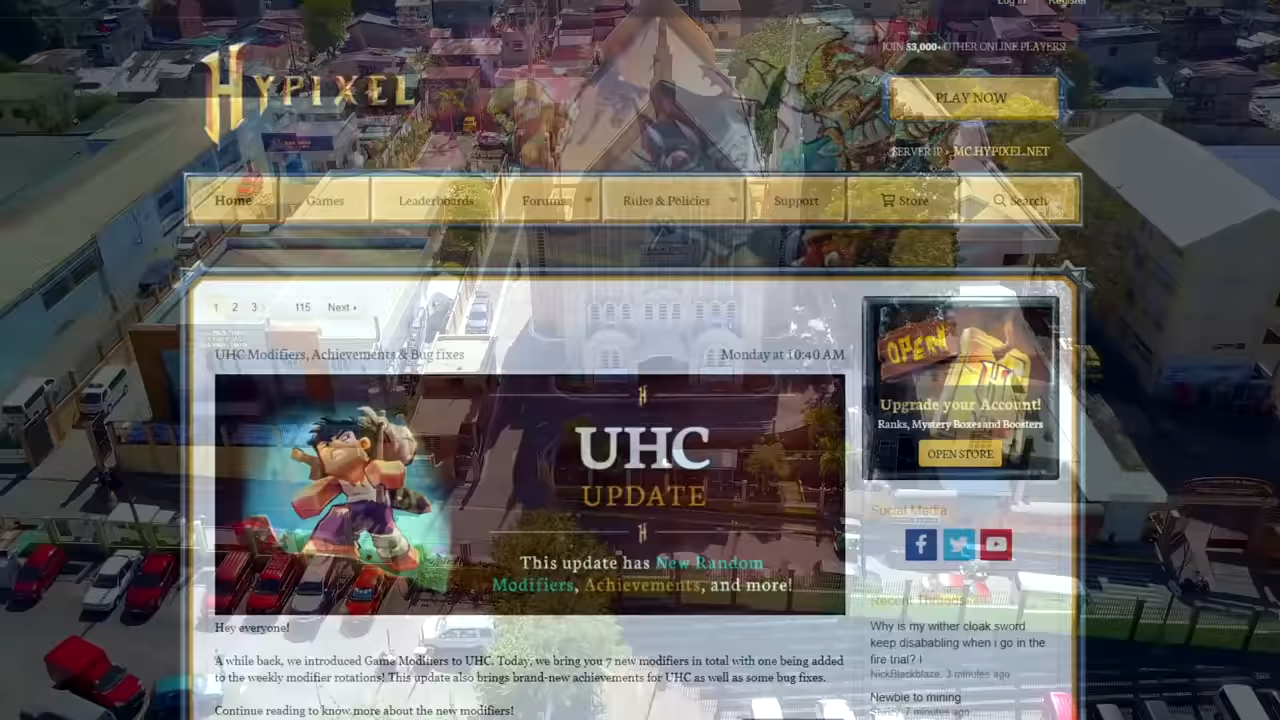 Log in Register
HYPIXEL
JOIN 53,000+ OTHER ONLINE PLAYERS!
PLAY NOW
SERVER IP › MC.HYPIXEL.NET
Home Games Leaderboards Forums Rules & Policies Support Store Search
1 2 3 115 Next ›
UHC Modifiers, Achievements & Bug fixes Monday at 10:40 AM
UHC
UPDATE
This update has New Random
Modifiers, Achievements, and more!
Hey everyone!
A while back, we introduced Game Modifiers to UHC. Today, we bring you 7 new modifiers in total with one being added
to the weekly modifier rotations! This update also brings brand-new achievements for UHC as well as some bug fixes.
Continue reading to know more about the new modifiers!
OPEN
Upgrade your Account!
Ranks, Mystery Boxes and Boosters
OPEN STORE
Social Media
Recent Threads
Why is my wither cloak sword
keep disababling when i go in the
fire trial? !
NickBlackblaze, 3 minutes ago
Newbie to mining
7 minutes ago